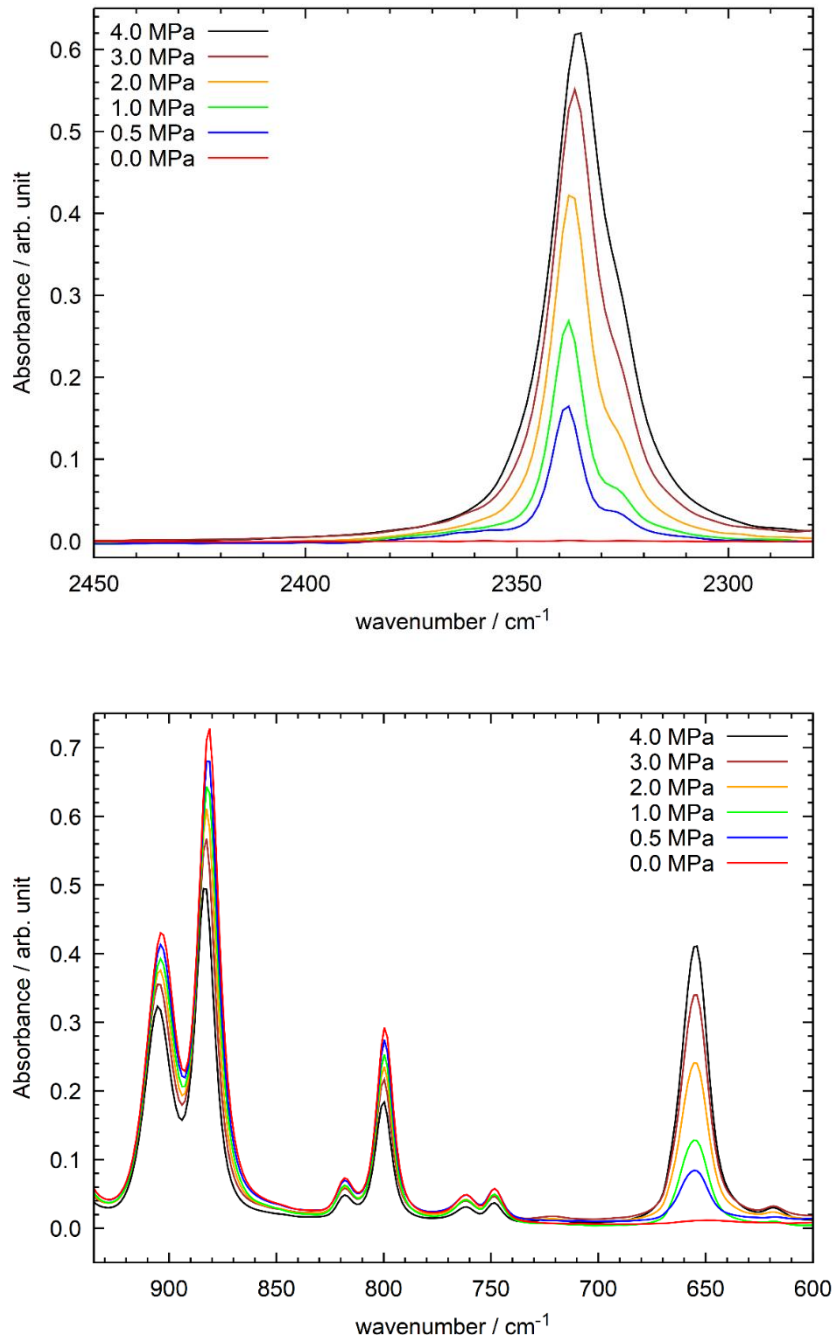 4.0 MPa
3.0 MPa
2.0 MPa
1.0 MPa
0.5 MPa
0.0 MPa
0.6
0.5
0.4
0.3
0.2
0.1
0.0
Absorbance / arb. unit
2450 2400 2350 2300
wavenumber / cm⁻¹
4.0 MPa
3.0 MPa
2.0 MPa
1.0 MPa
0.5 MPa
0.0 MPa
0.7
0.6
0.5
0.4
0.3
0.2
0.1
0.0
Absorbance / arb. unit
900 850 800 750 700 650 600
wavenumber / cm⁻¹